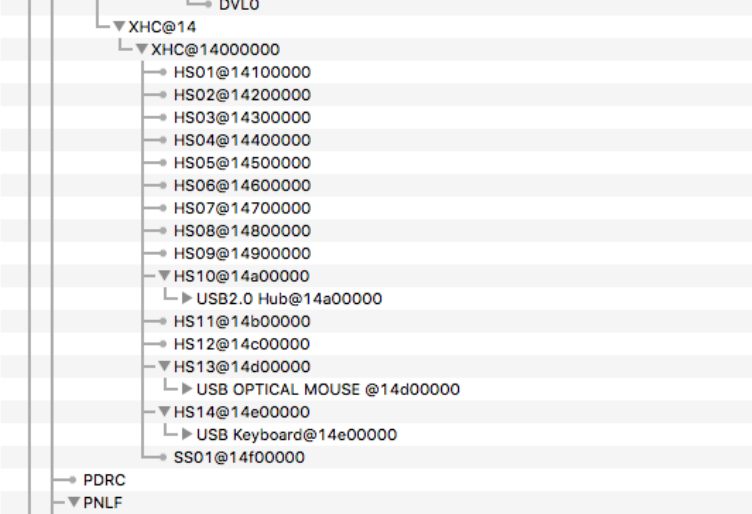 DVL0
XHC@14
XHC@14000000
HS01@14100000
HS02@14200000
HS03@14300000
HS04@14400000
HS05@14500000
HS06@14600000
HS07@14700000
HS08@14800000
HS09@14900000
HS10@14a00000
USB2.0 Hub@14a00000
HS11@14b00000
HS12@14c00000
HS13@14d00000
USB OPTICAL MOUSE @14d00000
HS14@14e00000
USB Keyboard@14e00000
SS01@14f00000
PDRC
PNLF